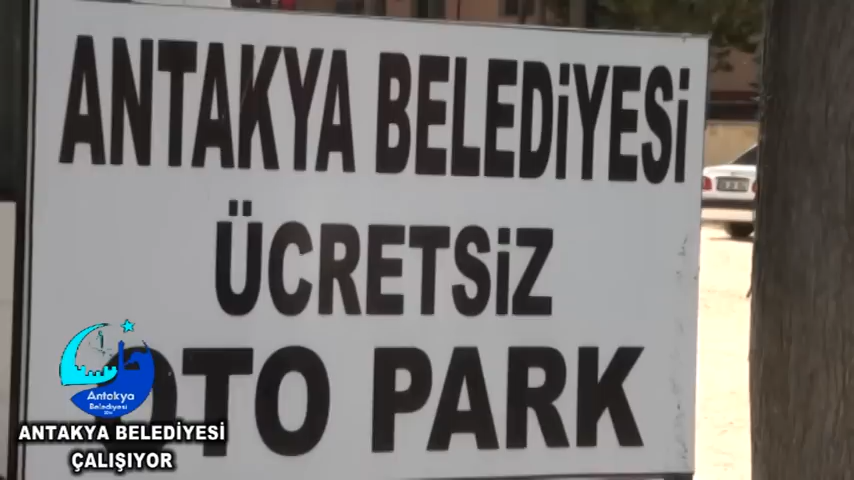 ANTAKYA BELEDİYESİ
ÜCRETSİZ
OTO PARK
Antakya
Belediyesi
ANTAKYA BELEDİYESİ
ÇALIŞIYOR